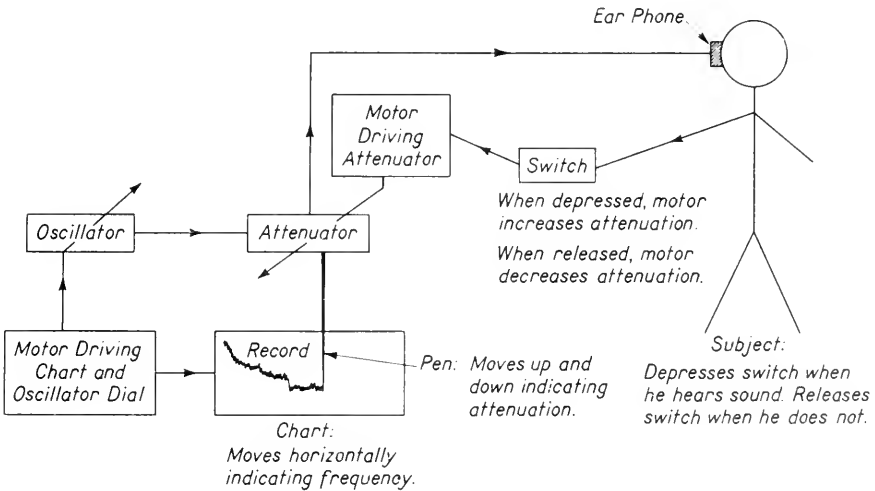 Ear Phone
Motor
Driving
Attenuator
Switch
When depressed, motor
increases attenuation.
When released, motor
decreases attenuation.
Oscillator
Attenuator
Motor Driving
Chart and
Oscillator Dial
Record
Pen: Moves up and
down indicating
attenuation.
Chart:
Moves horizontally
indicating frequency.
Subject:
Depresses switch when
he hears sound. Releases
switch when he does not.